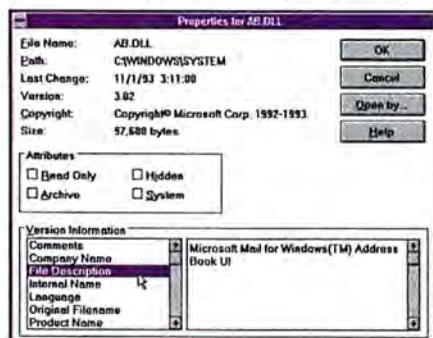 Properties for AB.DLL
File Name: AB.DLL
Path: C:\WINDOWS\SYSTEM
Last Change: 11/1/93 3:11:00
Version: 3.02
Copyright: Copyright© Microsoft Corp. 1992-1993.
Size: 57,600 bytes
OK
Cancel
Open by...
Help
Attributes
Read Only
Hidden
Archive
System
Version Information
Comments
Company Name
File Description
Internal Name
Language
Original Filename
Product Name
Microsoft Mail for Windows(TM) Address
Book UI